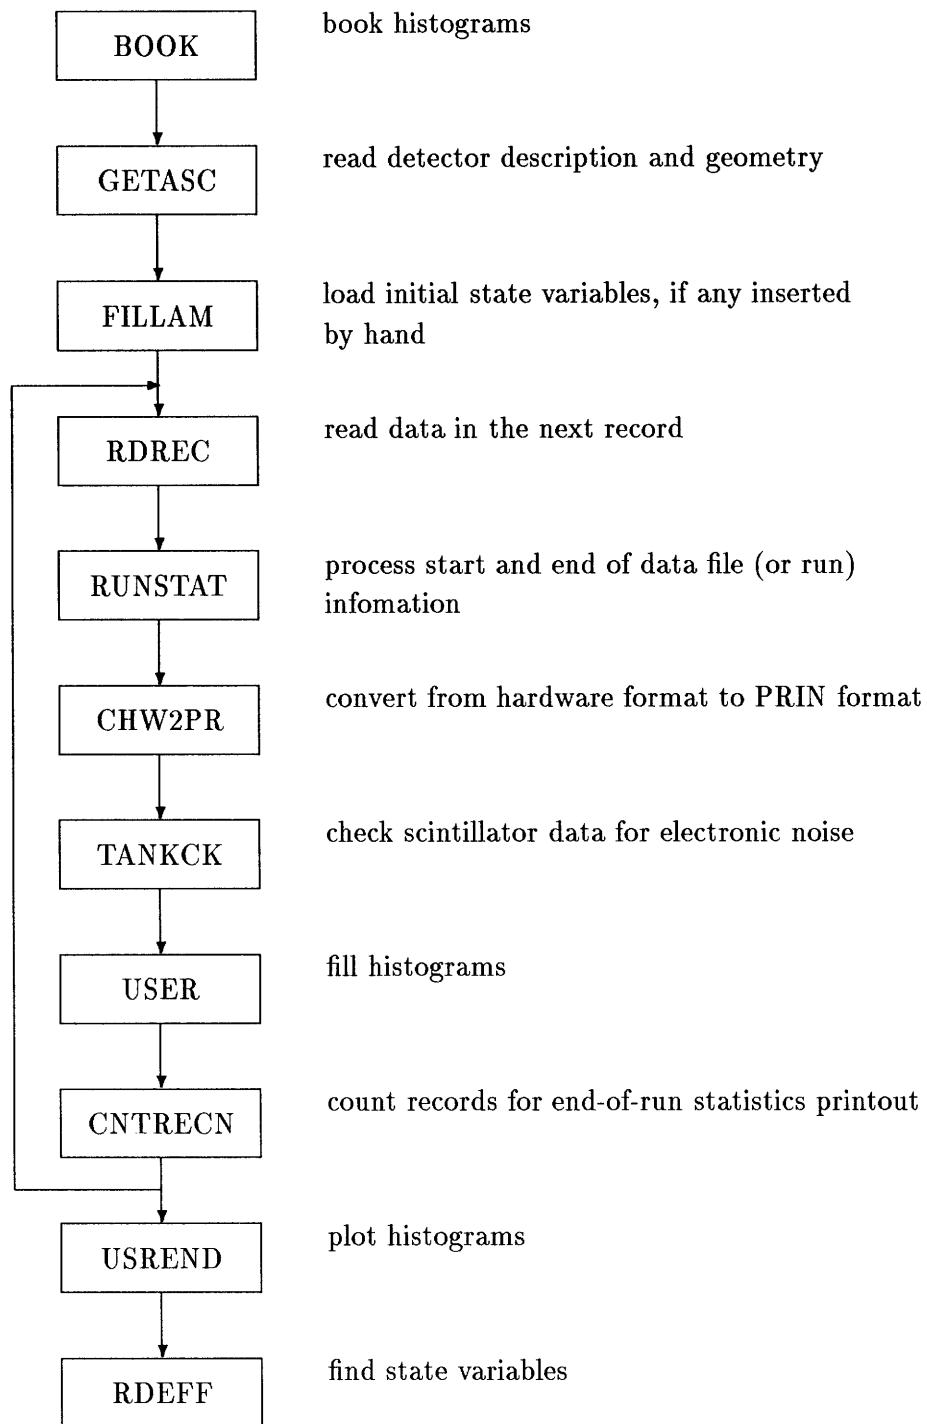 BOOK
book histograms
GETASC
read detector description and geometry
FILLAM
load initial state variables, if any inserted
by hand
RDREC
read data in the next record
RUNSTAT
process start and end of data file (or run)
infomation
CHW2PR
convert from hardware format to PRIN format
TANKCK
check scintillator data for electronic noise
USER
fill histograms
CNTRECN
count records for end-of-run statistics printout
USREND
plot histograms
RDEFF
find state variables